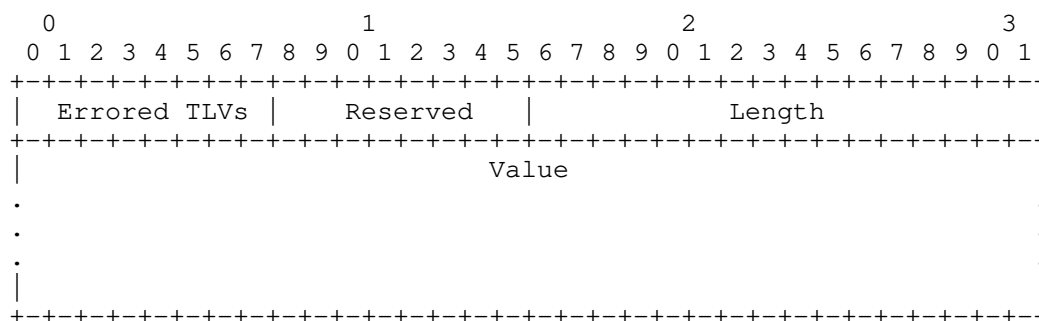 0                   1                   2                   3
 0 1 2 3 4 5 6 7 8 9 0 1 2 3 4 5 6 7 8 9 0 1 2 3 4 5 6 7 8 9 0 1
+-+-+-+-+-+-+-+-+-+-+-+-+-+-+-+-+-+-+-+-+-+-+-+-+-+-+-+-+-+-+-+-
| Errored TLVs | Reserved | Length
+-+-+-+-+-+-+-+-+-+-+-+-+-+-+-+-+-+-+-+-+-+-+-+-+-+-+-+-+-+-+-+-
| Value
.
.
.
|
+-+-+-+-+-+-+-+-+-+-+-+-+-+-+-+-+-+-+-+-+-+-+-+-+-+-+-+-+-+-+-+-